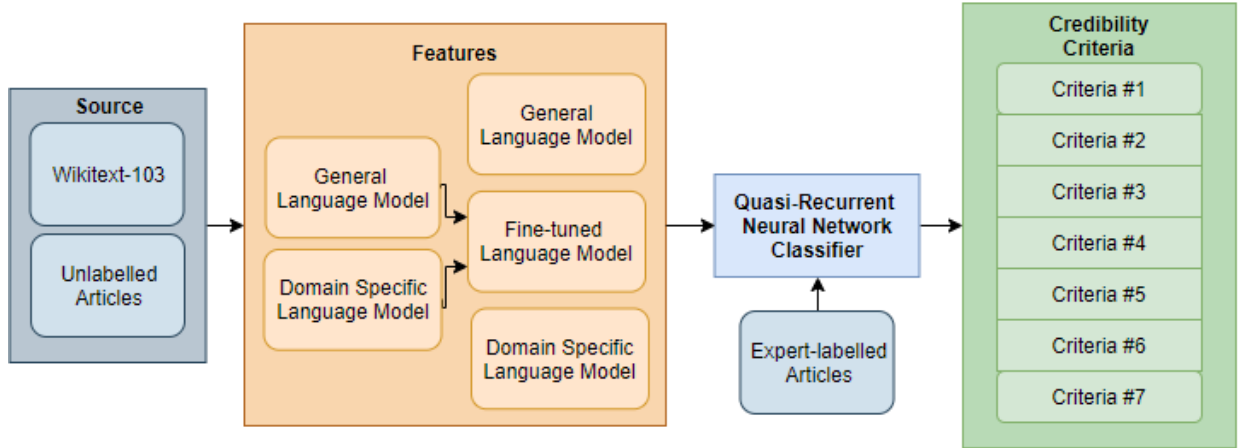 Source
Wikitext-103
Unlabelled
Articles
Features
General
Language Model
Domain Specific
Language Model
General
Language Model
Fine-tuned
Language Model
Domain Specific
Language Model
Quasi-Recurrent
Neural Network
Classifier
Expert-labelled
Articles
Credibility
Criteria
Criteria #1
Criteria #2
Criteria #3
Criteria #4
Criteria #5
Criteria #6
Criteria #7